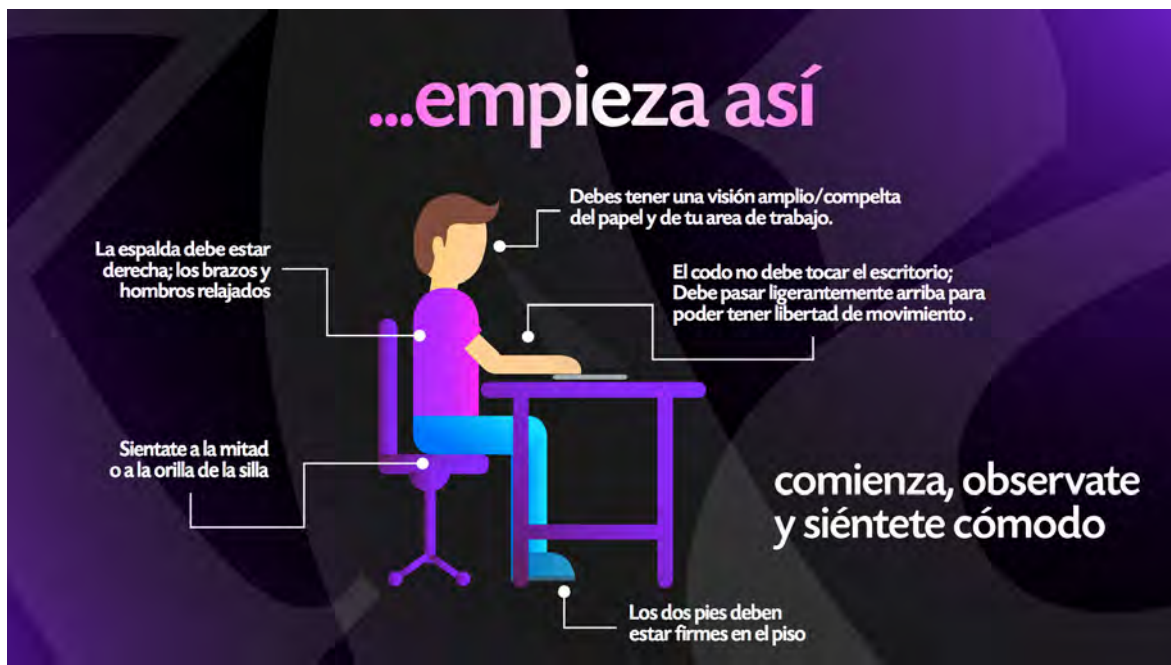 ...empieza así
Debes tener una visión amplio/compelta
del papel y de tu area de trabajo.
La espalda debe estar
derecha; los brazos y
hombros relajados
El codo no debe tocar el escritorio;
Debe pasar ligerantemente arriba para
poder tener libertad de movimiento .
Sientate a la mitad
o a la orilla de la silla
comienza, observate
y siéntete cómodo
Los dos pies deben
estar firmes en el piso